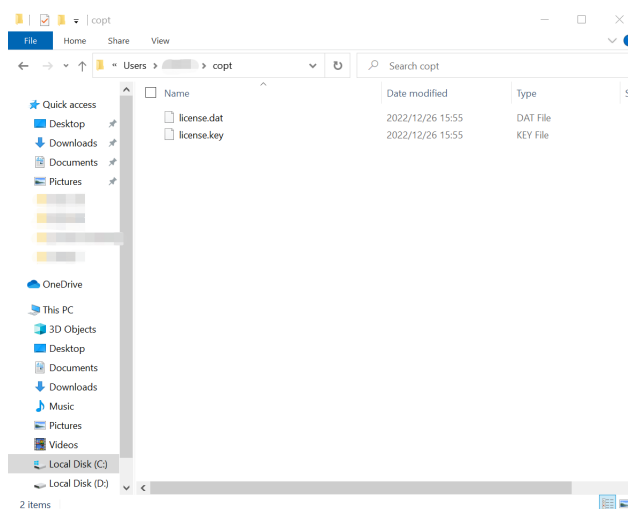 copt
File Home Share View
« Users > > copt
Search copt
Name Date modified Type
license.dat 2022/12/26 15:55 DAT File
license.key 2022/12/26 15:55 KEY File
Quick access
Desktop
Downloads
Documents
Pictures
OneDrive
This PC
3D Objects
Desktop
Documents
Downloads
Music
Pictures
Videos
Local Disk (C:)
Local Disk (D:)
2 items